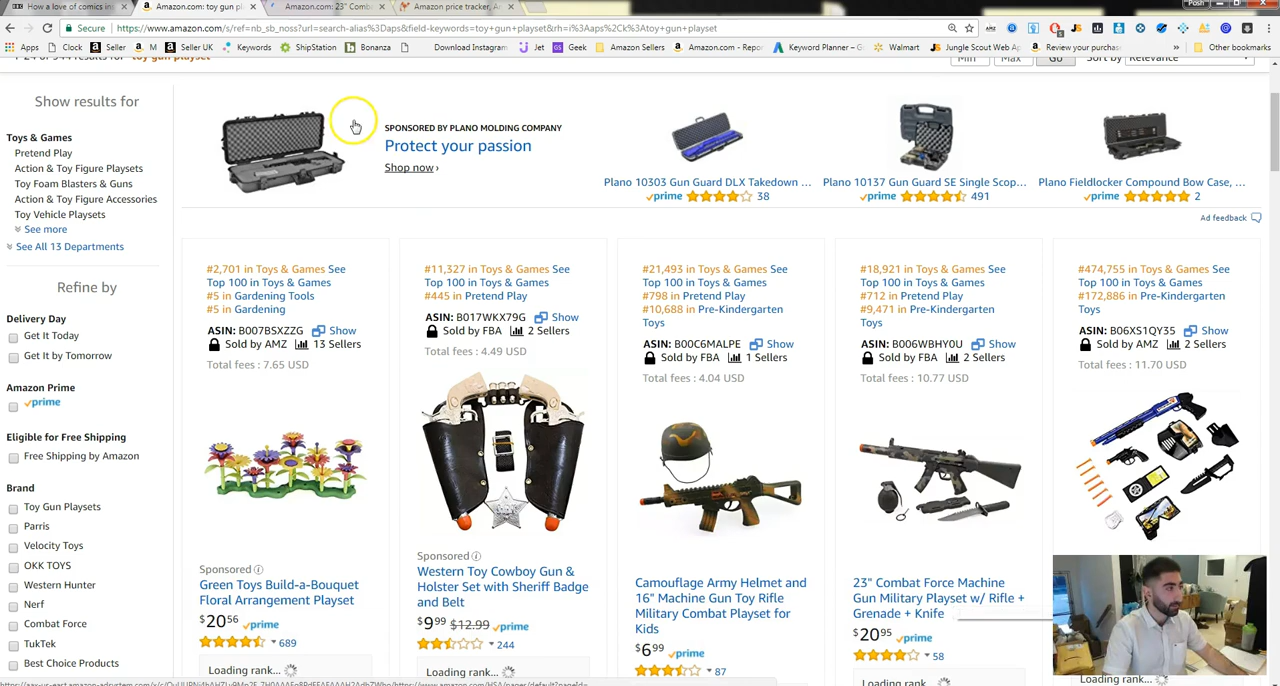 How a love of comics in
Amazon.com: toy gun pl
Amazon.com: 23" Comba
Amazon price tracker, A
Posh
Secure
https://www.amazon.com/s/ref=nb_sb_noss?url=search-alias%3Daps&field-keywords=toy+gun+playset&rh=i%3Aaps%2Ck%3Atoy+gun+playset
Apps Clock Seller M Seller UK Keywords ShipStation Bonanza Download Instagram Jet Geek Amazon Sellers Amazon.com - Repo Keyword Planner – G Walmart Jungle Scout Web Ap Review your purchas » Other bookmarks
toy gun playset
Min Max Go Sort by Relevance
Show results for
Toys & Games
Pretend Play
Action & Toy Figure Playsets
Toy Foam Blasters & Guns
Action & Toy Figure Accessories
Toy Vehicle Playsets
See more
See All 13 Departments
Refine by
Delivery Day
Get It Today
Get It by Tomorrow
Amazon Prime
prime
Eligible for Free Shipping
Free Shipping by Amazon
Brand
Toy Gun Playsets
Parris
Velocity Toys
OKK TOYS
Western Hunter
Nerf
Combat Force
TukTek
Best Choice Products
SPONSORED BY PLANO MOLDING COMPANY
Protect your passion
Shop now ›
Plano 10303 Gun Guard DLX Takedown ...
prime 38
Plano 10137 Gun Guard SE Single Scop...
prime 491
Plano Fieldlocker Compound Bow Case, ...
prime 2
Ad feedback
#2,701 in Toys & Games See
Top 100 in Toys & Games
#5 in Gardening Tools
#5 in Gardening
ASIN: B007BSXZZG Show
Sold by AMZ 13 Sellers
Total fees : 7.65 USD
Sponsored
Green Toys Build-a-Bouquet
Floral Arrangement Playset
$20 56 prime
689
Loading rank...
#11,327 in Toys & Games See
Top 100 in Toys & Games
#445 in Pretend Play
ASIN: B017WKX79G Show
Sold by FBA 2 Sellers
Total fees : 4.49 USD
Sponsored
Western Toy Cowboy Gun &
Holster Set with Sheriff Badge
and Belt
$9 99 $12.99 prime
244
Loading rank...
#21,493 in Toys & Games See
Top 100 in Toys & Games
#798 in Pretend Play
#10,688 in Pre-Kindergarten
Toys
ASIN: B00C6MALPE Show
Sold by FBA 1 Sellers
Total fees : 4.04 USD
Camouflage Army Helmet and
16" Machine Gun Toy Rifle
Military Combat Playset for
Kids
$6 99 prime
87
#18,921 in Toys & Games See
Top 100 in Toys & Games
#712 in Pretend Play
#9,471 in Pre-Kindergarten
Toys
ASIN: B006WBHY0U Show
Sold by FBA 2 Sellers
Total fees : 10.77 USD
23" Combat Force Machine
Gun Military Playset w/ Rifle +
Grenade + Knife
$20 95 prime
58
Loading rank...
#474,755 in Toys & Games See
Top 100 in Toys & Games
#172,886 in Pre-Kindergarten
Toys
ASIN: B06XS1QY35 Show
Sold by AMZ 2 Sellers
Total fees : 11.70 USD